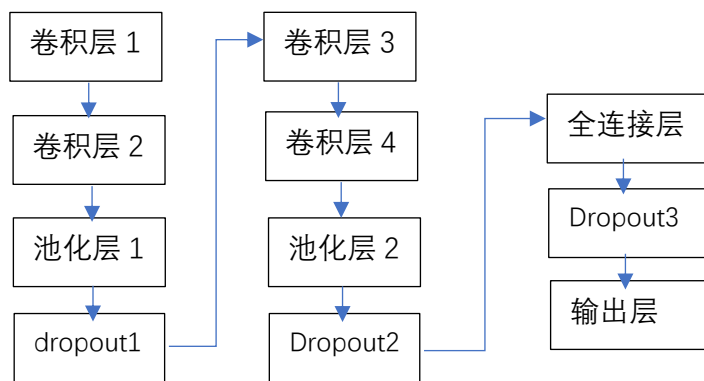 卷积层 1
卷积层 2
池化层 1
dropout1
卷积层 3
卷积层 4
池化层 2
Dropout2
全连接层
Dropout3
输出层